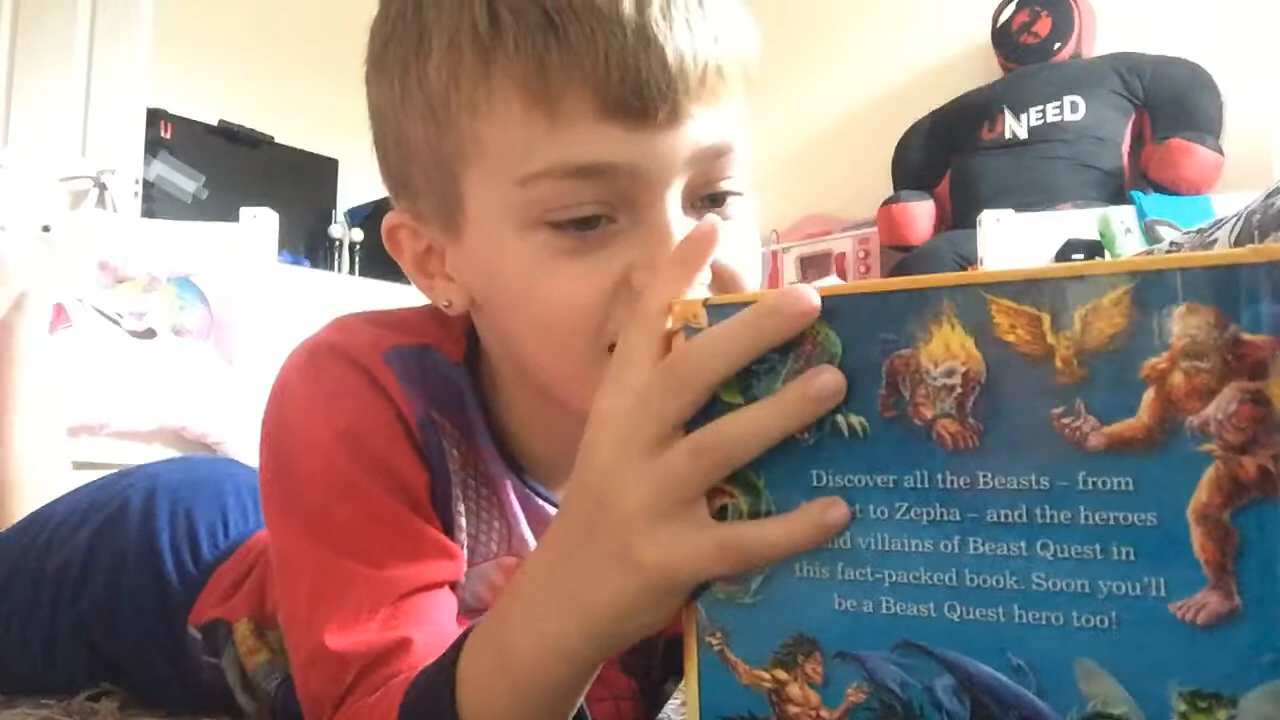 UNEED
Discover all the Beasts – from
to Zepha – and the heroes
villains of Beast Quest in
this fact-packed book. Soon you'll
be a Beast Quest hero too!